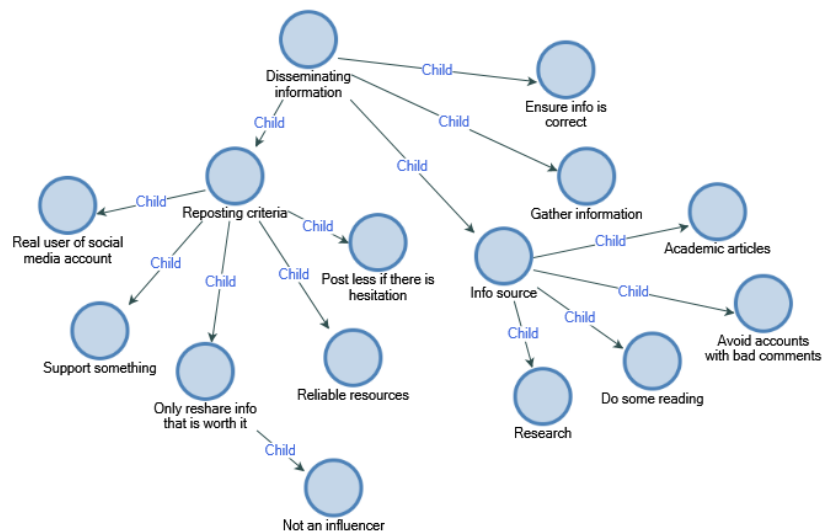 Disseminating
information
Child
Ensure info is
correct
Child
Child
Child
Gather information
Reposting criteria
Child
Real user of social
media account
Child
Support something
Child
Only reshare info
that is worth it
Child
Reliable resources
Child
Post less if there is
hesitation
Child
Not an influencer
Info source
Child
Academic articles
Child
Avoid accounts
with bad comments
Child
Do some reading
Child
Research